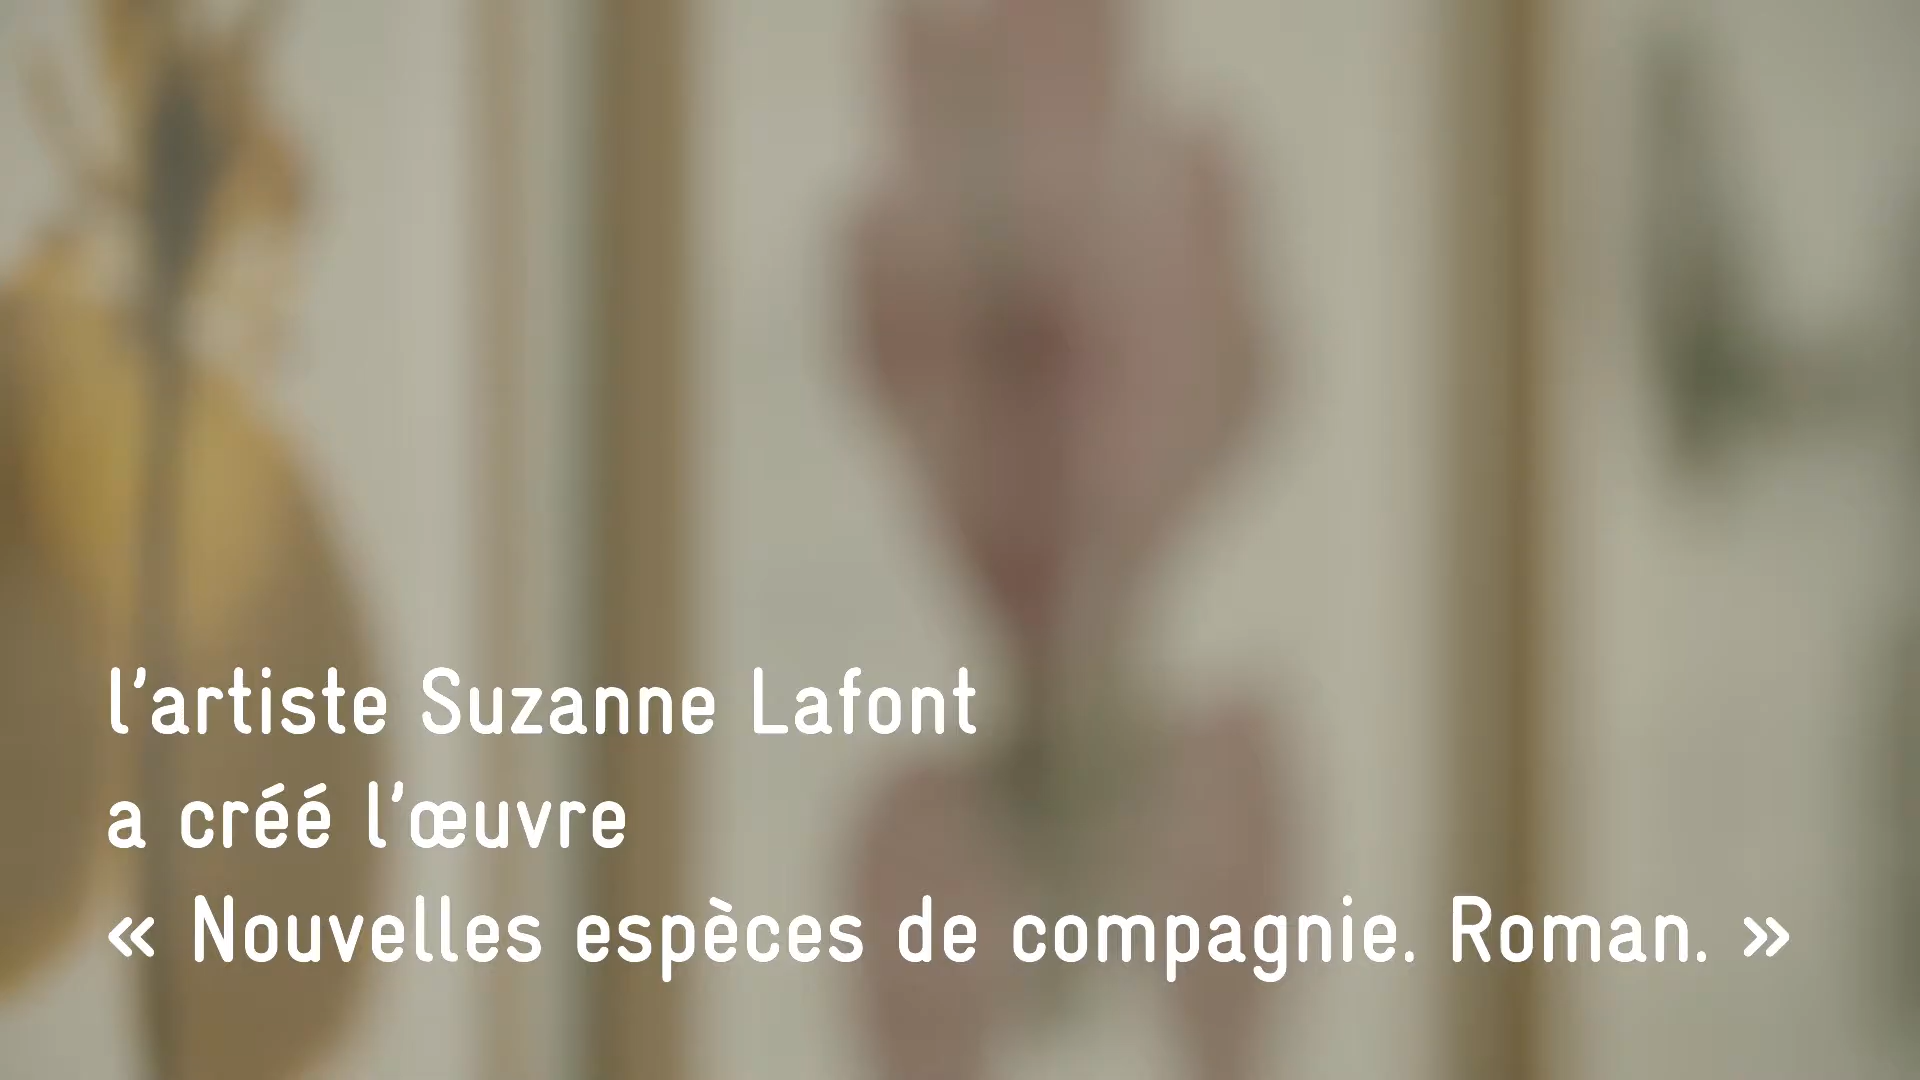 l’artiste Suzanne Lafont
a créé l’œuvre
« Nouvelles espèces de compagnie. Roman. »